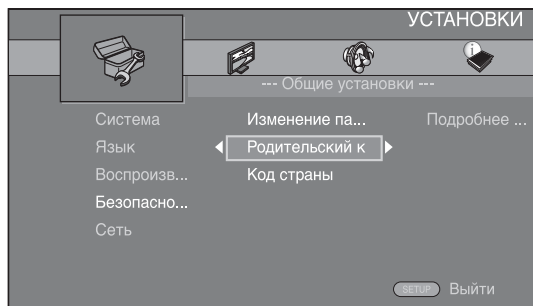 УСТАНОВКИ
--- Общие установки ---
Система
Изменение па...
Подробнее ...
Язык
Родительский к
Воспроизв...
Код страны
Безопасно...
Сеть
SETUP Выйти